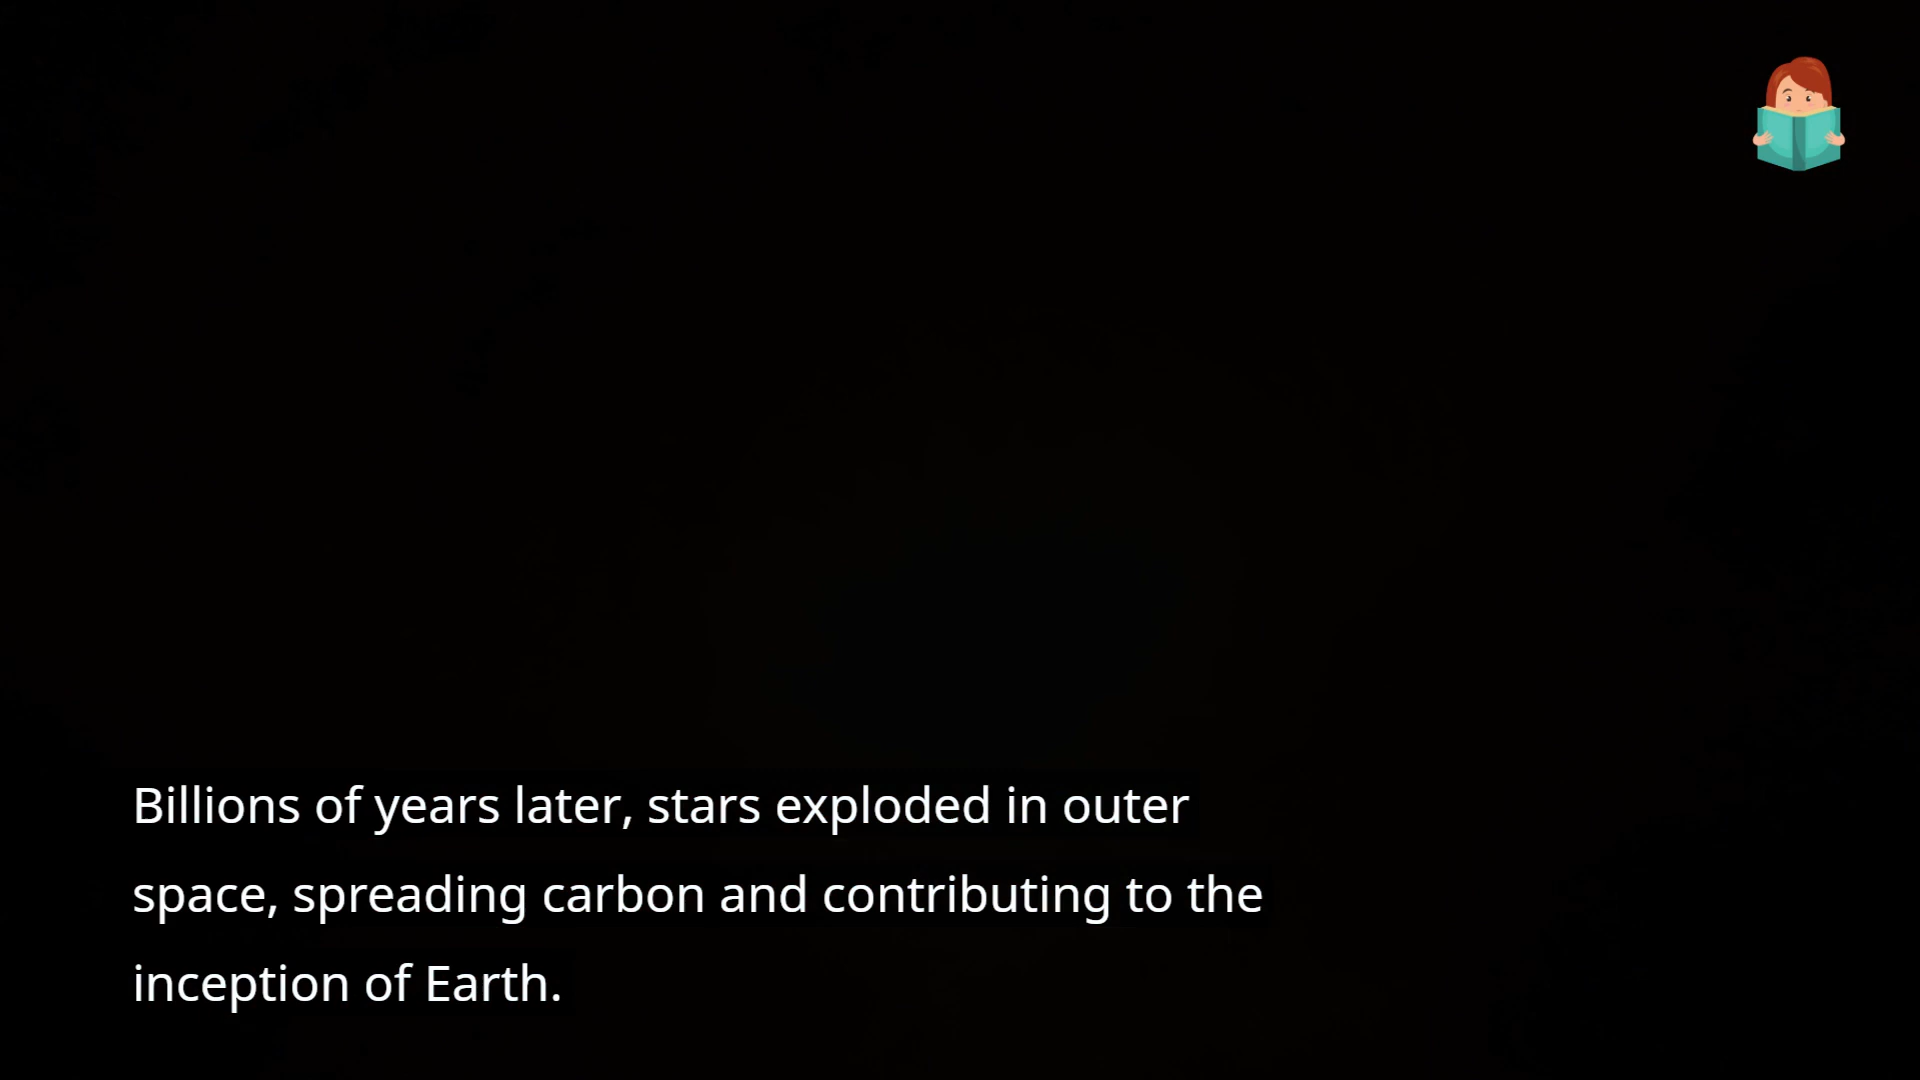 Billions of years later, stars exploded in outer
space, spreading carbon and contributing to the
inception of Earth.